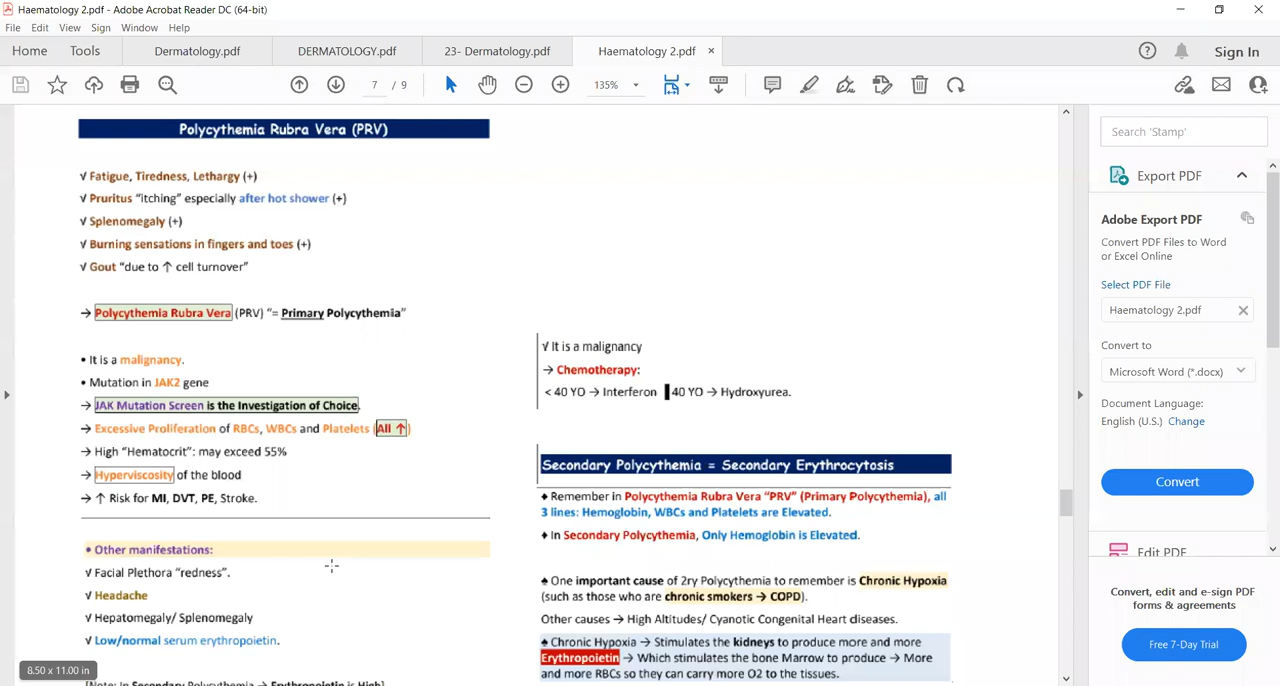 Haematology 2.pdf - Adobe Acrobat Reader DC (64-bit)
File Edit View Sign Window Help
Home Tools Dermatology.pdf DERMATOLOGY.pdf 23- Dermatology.pdf Haematology 2.pdf × Sign In
7 / 9 135%
Polycythemia Rubra Vera (PRV)
√ Fatigue, Tiredness, Lethargy (+)
√ Pruritus “itching” especially after hot shower (+)
√ Splenomegaly (+)
√ Burning sensations in fingers and toes (+)
√ Gout “due to ↑ cell turnover”
→ Polycythemia Rubra Vera (PRV) “= Primary Polycythemia”
• It is a malignancy.
• Mutation in JAK2 gene
→ JAK Mutation Screen is the Investigation of Choice.
→ Excessive Proliferation of RBCs, WBCs and Platelets (All ↑)
→ High “Hematocrit”: may exceed 55%
→ Hyperviscosity of the blood
→ ↑ Risk for MI, DVT, PE, Stroke.
• Other manifestations:
√ Facial Plethora “redness”.
√ Headache
√ Hepatomegaly/ Splenomegaly
√ Low/normal serum erythropoietin.
[Note: In Secondary Polycythemia → Erythropoietin is High]
8.50 x 11.00 in
√ It is a malignancy
→ Chemotherapy:
< 40 YO → Interferon ▐ 40 YO → Hydroxyurea.
Secondary Polycythemia = Secondary Erythrocytosis
♦ Remember in Polycythemia Rubra Vera “PRV” (Primary Polycythemia), all
3 lines: Hemoglobin, WBCs and Platelets are Elevated.
♦ In Secondary Polycythemia, Only Hemoglobin is Elevated.
♠ One important cause of 2ry Polycythemia to remember is Chronic Hypoxia
(such as those who are chronic smokers → COPD).
Other causes → High Altitudes/ Cyanotic Congenital Heart diseases.
♠ Chronic Hypoxia → Stimulates the kidneys to produce more and more
Erythropoietin → Which stimulates the bone Marrow to produce → More
and more RBCs so they can carry more O2 to the tissues.
Search 'Stamp'
Export PDF
Adobe Export PDF
Convert PDF Files to Word
or Excel Online
Select PDF File
Haematology 2.pdf
Convert to
Microsoft Word (*.docx)
Document Language:
English (U.S.) Change
Convert
Edit PDF
Convert, edit and e-sign PDF
forms & agreements
Free 7-Day Trial